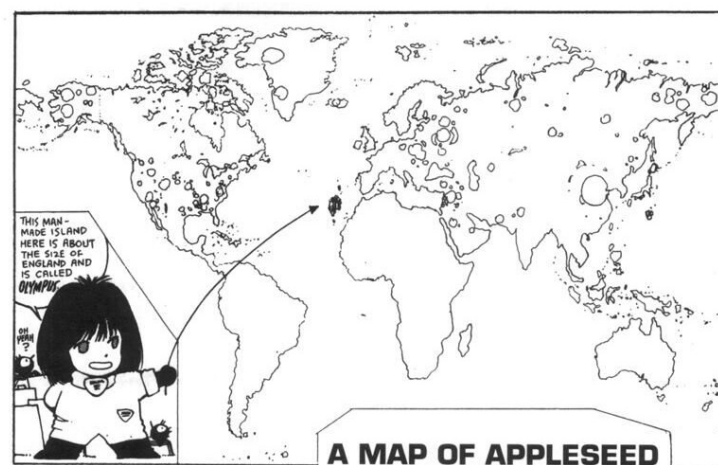 THIS MAN-
MADE ISLAND
HERE IS ABOUT
THE SIZE OF
ENGLAND AND
IS CALLED
OLYMPUS.
OH
YEAH
?
A MAP OF APPLESEED